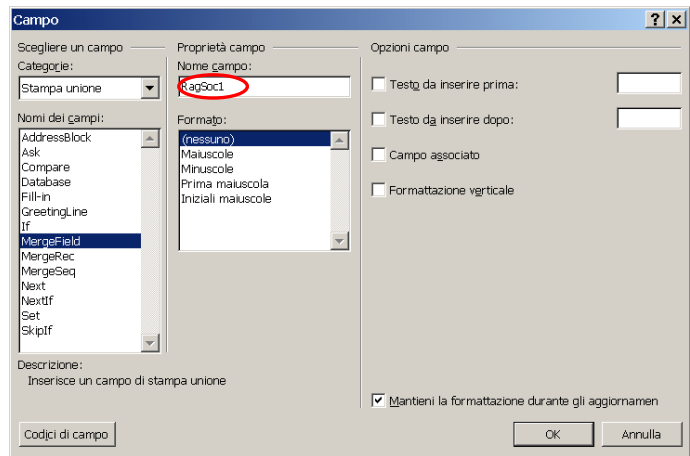 Campo
Scegliere un campo
Categorie:
Stampa unione
Nomi dei campi:
AddressBlock
Ask
Compare
Database
Fill-in
GreetingLine
If
MergeField
MergeRec
MergeSeq
Next
NextIf
Set
SkipIf
Proprietà campo
Nome campo:
RagSoc1
Formato:
(nessuno)
Maiuscole
Minuscole
Prima maiuscola
Iniziali maiuscole
Opzioni campo
Testo da inserire prima:
Testo da inserire dopo:
Campo associato
Formattazione verticale
Descrizione:
Inserisce un campo di stampa unione
Mantieni la formattazione durante gli aggiornamen
Codici di campo
OK
Annulla